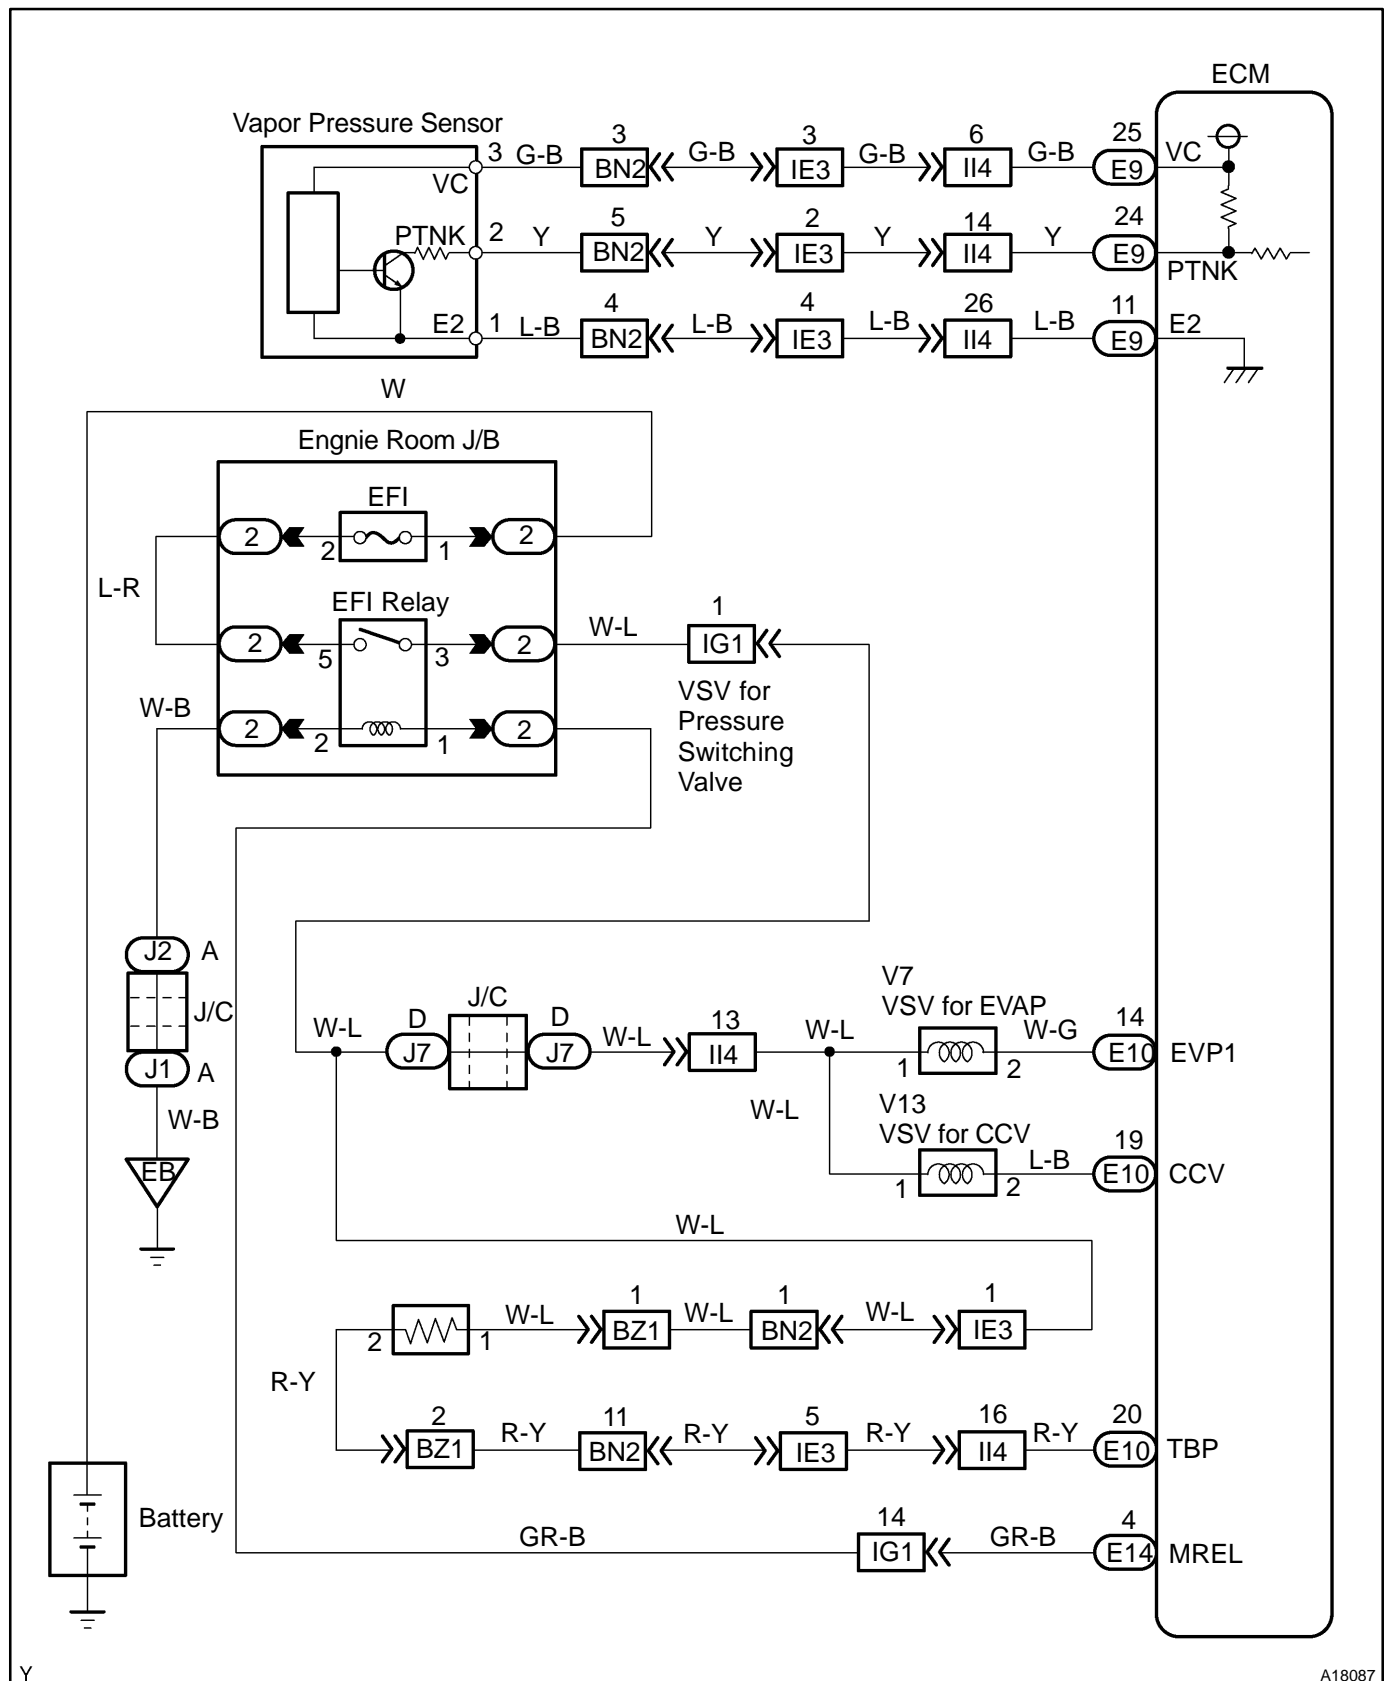 ECM
Vapor Pressure Sensor
3 G-B 3 BN2 G-B 3 IE3 G-B 6 II4 G-B 25 E9 VC
VC
PTNK 2 Y 5 BN2 Y 2 IE3 Y 14 II4 Y 24 E9
PTNK
E2 1 L-B 4 BN2 L-B 4 IE3 L-B 26 II4 L-B 11 E9 E2
W
Engnie Room J/B
EFI
2 2 1 2
L-R
EFI Relay
2 5 3 2 W-L 1 IG1
VSV for
Pressure
Switching
Valve
W-B
2 2 1 2
J2 A
J/C
J1 A
W-B
EB
V7
VSV for EVAP
J/C
W-L D J7 D J7 W-L 13 II4 W-L 1 2 W-G 14 E10 EVP1
W-L
V13
VSV for CCV
1 2 L-B 19 E10 CCV
W-L
2 1 W-L 1 BZ1 W-L 1 BN2 W-L 1 IE3
R-Y
2 BZ1 R-Y 11 BN2 R-Y 5 IE3 R-Y 16 II4 R-Y 20 E10 TBP
Battery
GR-B 14 IG1 GR-B 4 E14 MREL
Y
A18087